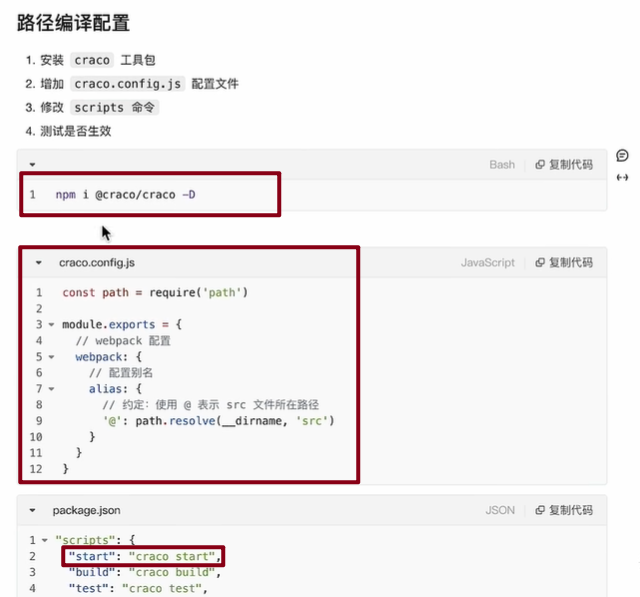 路径编译配置
1. 安装 craco 工具包
2. 增加 craco.config.js 配置文件
3. 修改 scripts 命令
4. 测试是否生效
Bash 复制代码
1 npm i @craco/craco -D
craco.config.js JavaScript 复制代码
1 const path = require('path')
2
3 module.exports = {
4 // webpack 配置
5 webpack: {
6 // 配置别名
7 alias: {
8 // 约定：使用 @ 表示 src 文件所在路径
9 '@': path.resolve(__dirname, 'src')
10 }
11 }
12 }
package.json JSON 复制代码
1 "scripts": {
2 "start": "craco start",
3 "build": "craco build",
4 "test": "craco test",